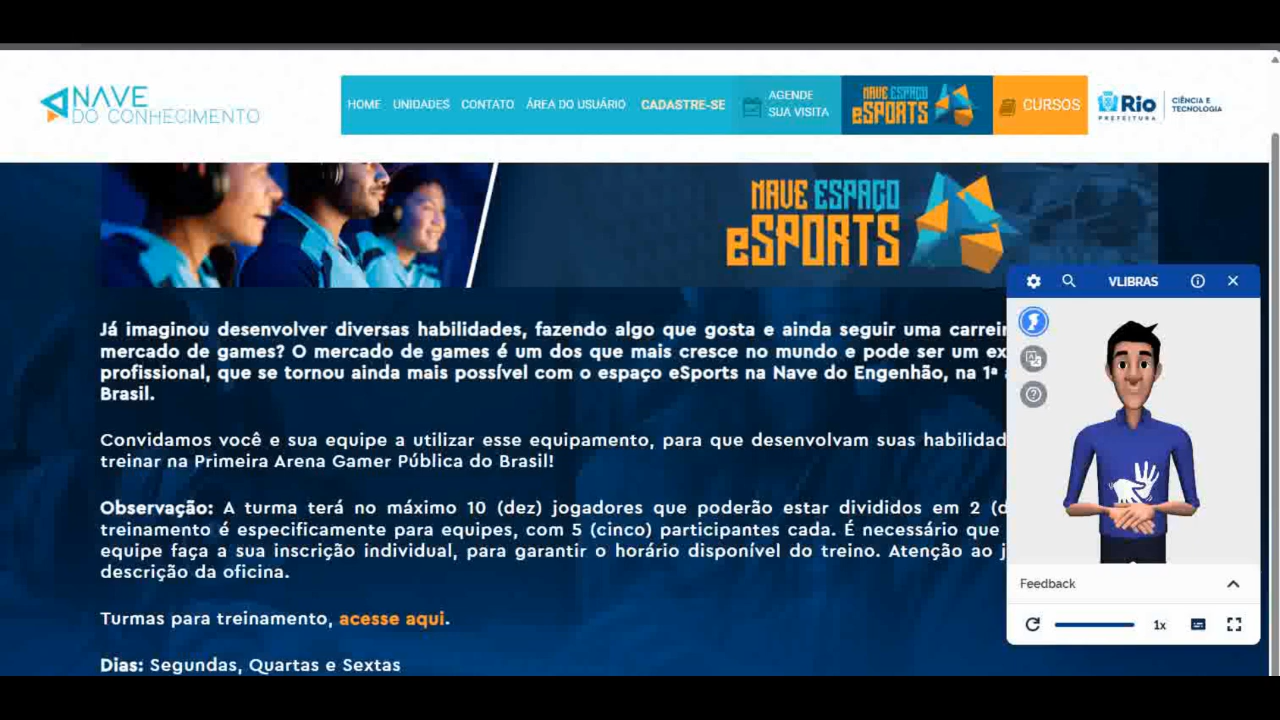 NAVE
DO CONHECIMENTO
HOME UNIDADES CONTATO ÁREA DO USUÁRIO CADASTRE-SE
AGENDE
SUA VISITA
NAVE ESPAÇO
eSPORTS
CURSOS
Rio
PREFEITURA
CIÊNCIA E
TECNOLOGIA
NAVE ESPAÇO
eSPORTS
Já imaginou desenvolver diversas habilidades, fazendo algo que gosta e ainda seguir uma
mercado de games? O mercado de games é um dos que mais cresce no mundo e pode ser um
profissional, que se tornou ainda mais possível com o espaço eSports na Nave do Engenhão, na 1ª
Brasil.
Convidamos você e sua equipe a utilizar esse equipamento, para que desenvolvam suas
treinar na Primeira Arena Gamer Pública do Brasil!
Observação: A turma terá no máximo 10 (dez) jogadores que poderão estar divididos em 2
treinamento é especificamente para equipes, com 5 (cinco) participantes cada. É necessário que
equipe faça a sua inscrição individual, para garantir o horário disponível do treino. Atenção ao
descrição da oficina.
Turmas para treinamento, acesse aqui.
Dias: Segundas, Quartas e Sextas
VLIBRAS
Feedback
1x